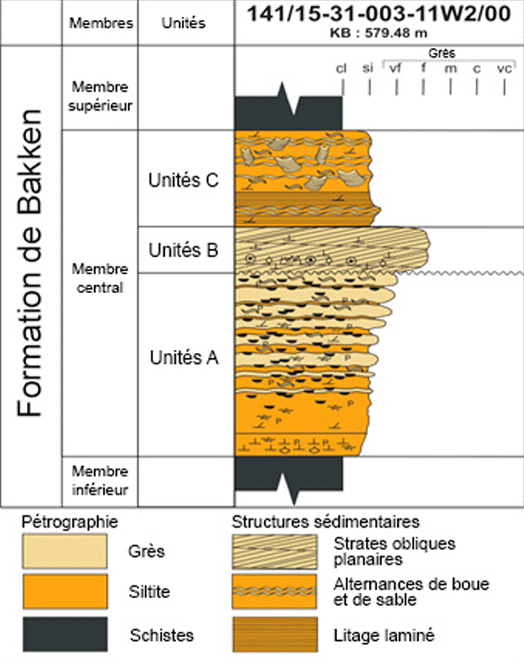 Membres
Unités
141/15-31-003-11W2/00
KB : 579.48 m
Grès
cl si vf f m c vc
Formation de Bakken
Membre
supérieur
Membre
central
Membre
inférieur
Unités C
Unités B
Unités A
P
P
P
P
P
P
P
Pétrographie
Grès
Siltite
Schistes
Structures sédimentaires
Strates obliques
planaires
Alternances de boue
et de sable
Litage laminé